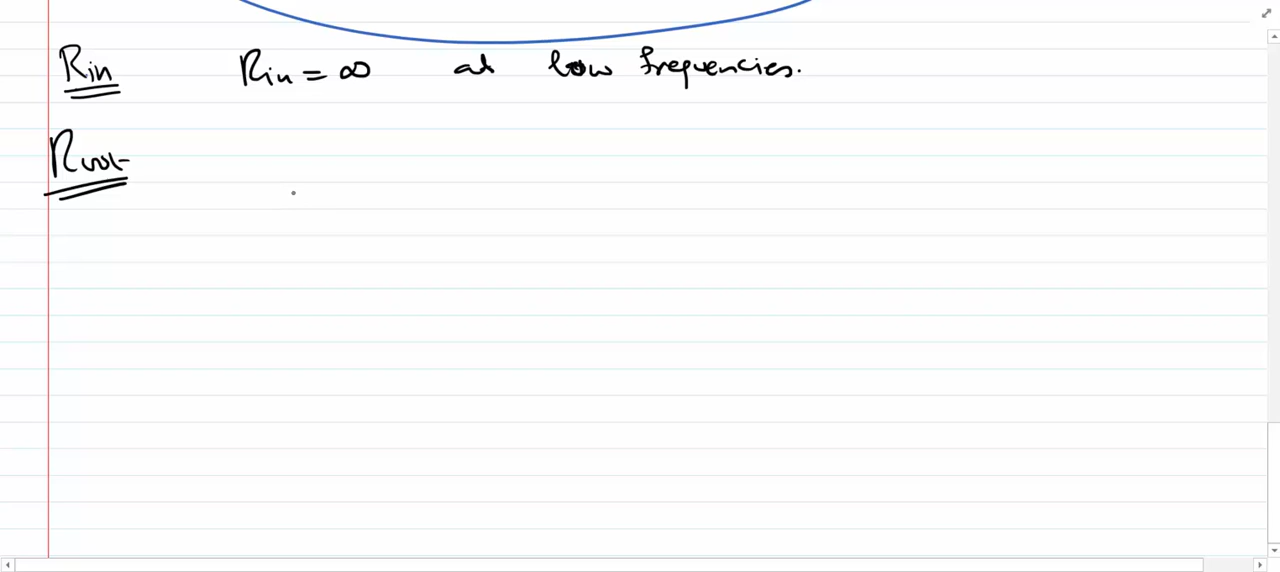 Rin Rin = ∞ at low frequencies.
Rout